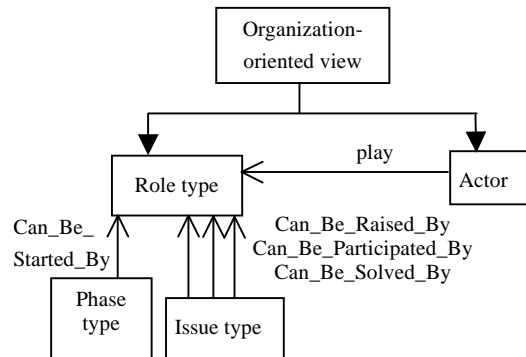 Organization-
oriented view
play
Role type
Actor
Can_Be_
Started_By
Can_Be_Raised_By
Can_Be_Participated_By
Can_Be_Solved_By
Phase
type
Issue type